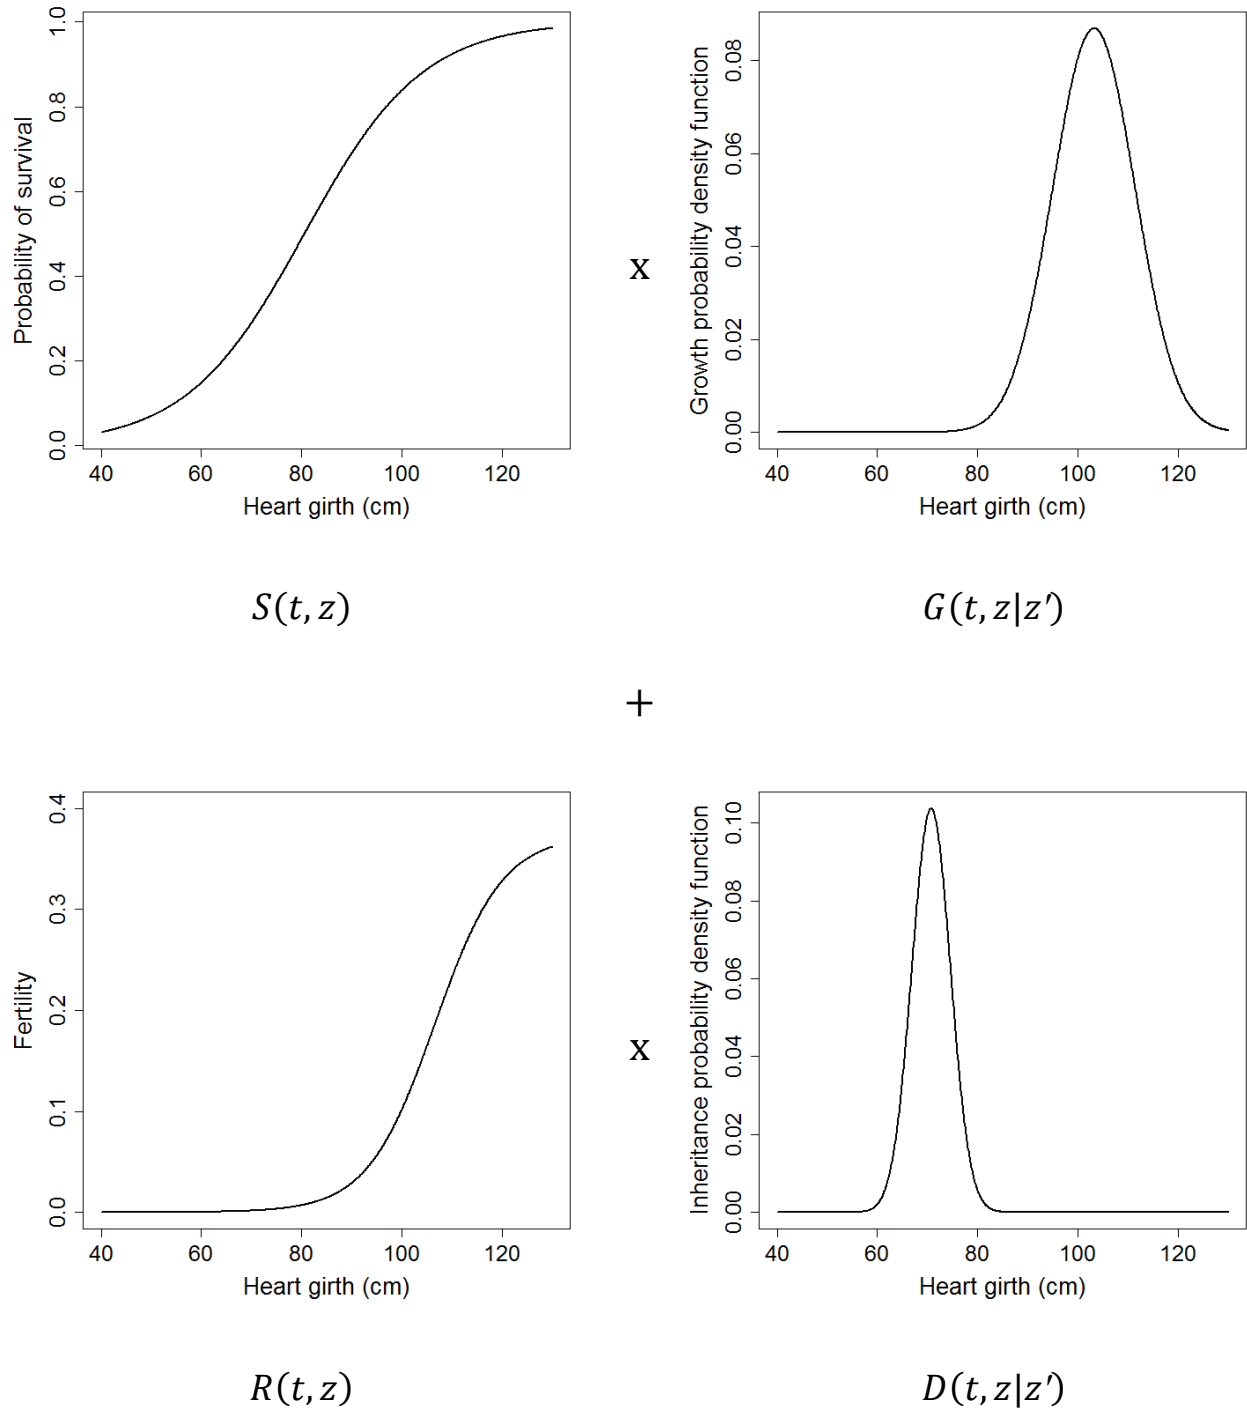 Probability of survival
0.0 0.2 0.4 0.6 0.8 1.0
40 60 80 100 120
Heart girth (cm)
S(t, z)
x
Growth probability density function
0.00 0.02 0.04 0.06 0.08
40 60 80 100 120
Heart girth (cm)
G(t, z|z′)
+
Fertility
0.0 0.1 0.2 0.3 0.4
40 60 80 100 120
Heart girth (cm)
R(t, z)
x
Inheritance probability density function
0.00 0.02 0.04 0.06 0.08 0.10
40 60 80 100 120
Heart girth (cm)
D(t, z|z′)